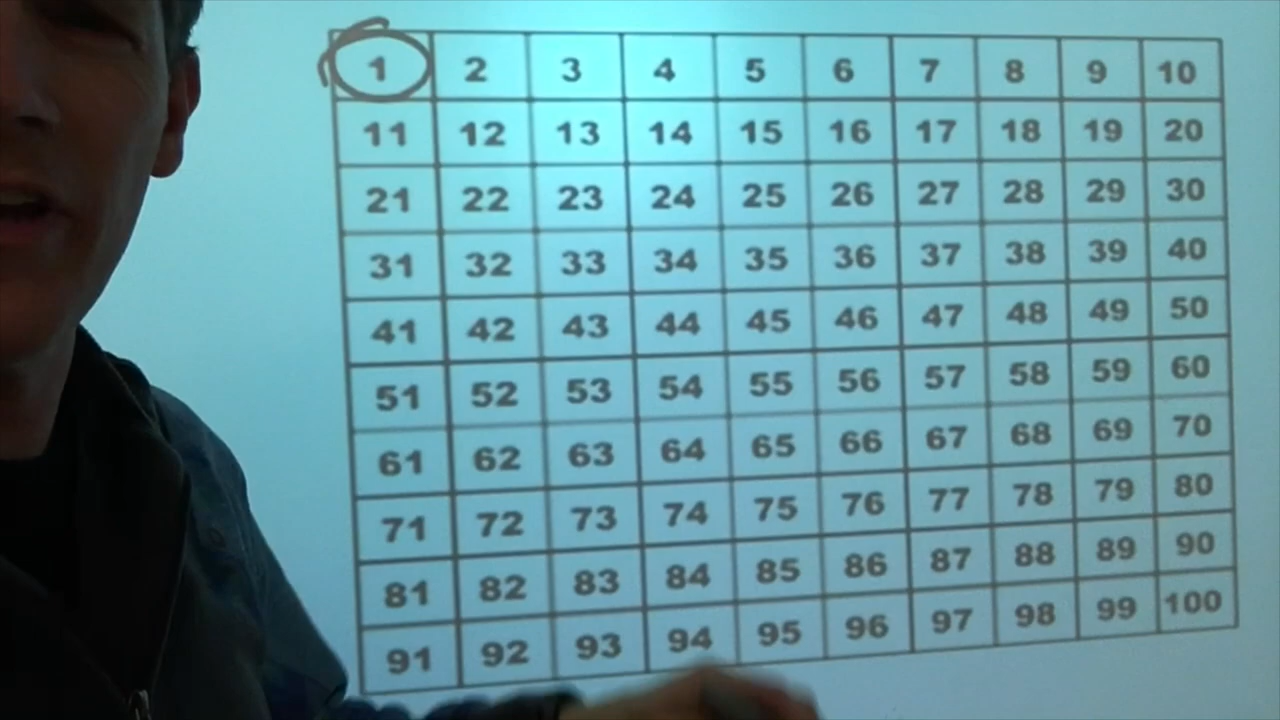 1 2 3 4 5 6 7 8 9 10
11 12 13 14 15 16 17 18 19 20
21 22 23 24 25 26 27 28 29 30
31 32 33 34 35 36 37 38 39 40
41 42 43 44 45 46 47 48 49 50
51 52 53 54 55 56 57 58 59 60
61 62 63 64 65 66 67 68 69 70
71 72 73 74 75 76 77 78 79 80
81 82 83 84 85 86 87 88 89 90
91 92 93 94 95 96 97 98 99 100